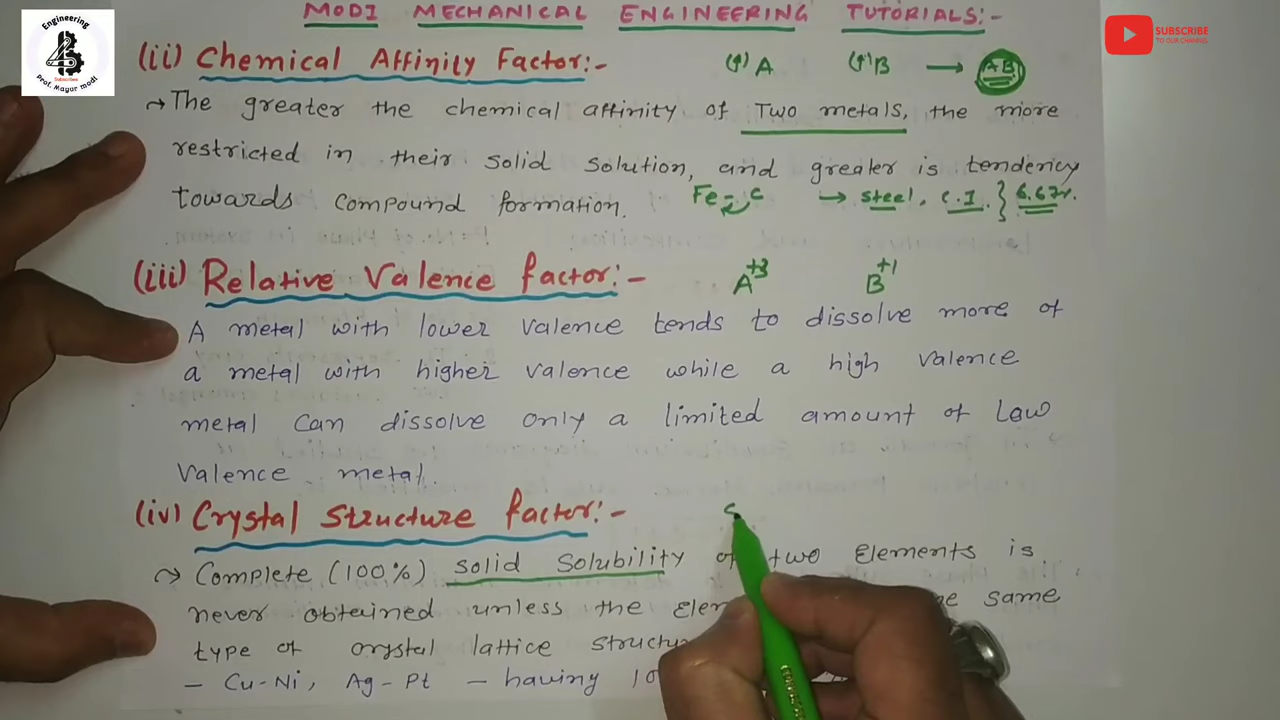 MODI MECHANICAL ENGINEERING TUTORIALS:-
Engineering
Subscribes
Prof. Mayur modi
SUBSCRIBE
TO OUR CHANNEL
(ii) Chemical Affinity Factor:- (↑) A (↑) B → AB
→ The greater the chemical affinity of Two metals, the more
restricted in their solid solution, and greater is tendency
towards compound formation. Fe - C → steel, C.I } 6.67%
(iii) Relative Valence factor:- A+3 B+1
A metal with lower valence tends to dissolve more of
a metal with higher valence while a high valence
metal can dissolve only a limited amount of Law
Valence metal.
(iv) Crystal Structure factor:-
→ Complete (100%) solid solubility of two Elements is
never obtained unless the same
type of crystal lattice
- Cu-Ni, Ag-Pt - having